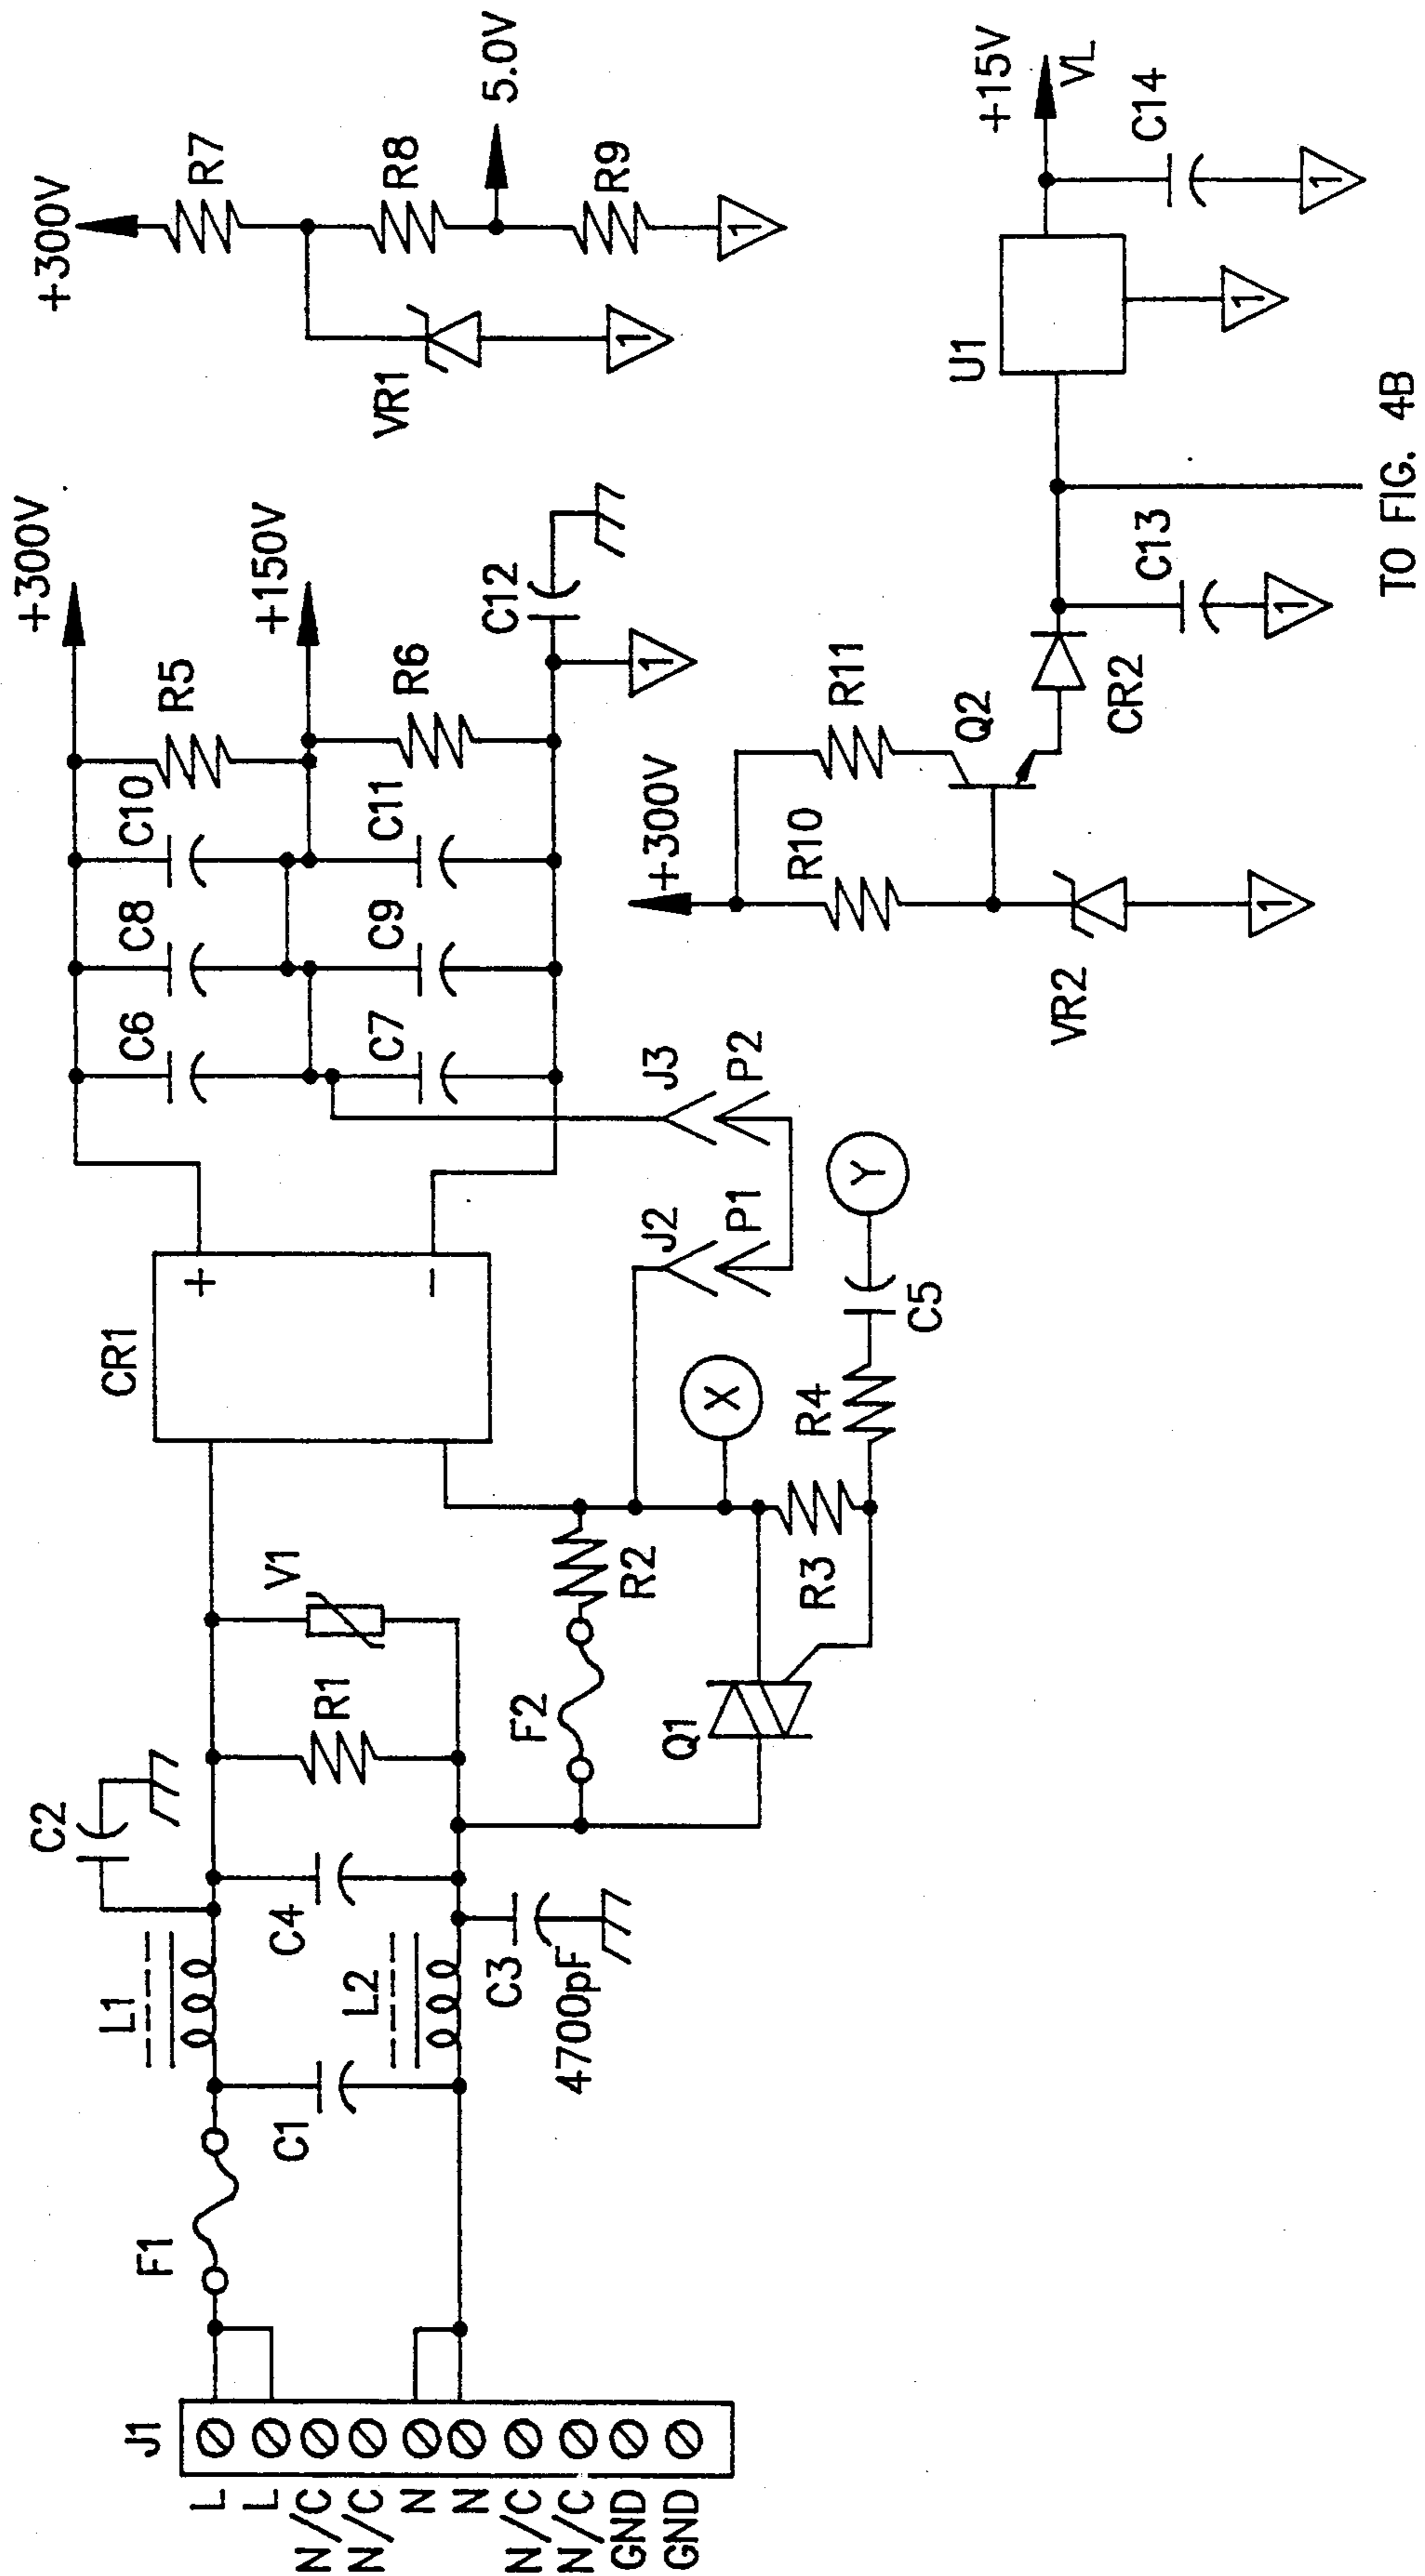 J1
L
L
N/C
N/C
N
N
N/C
N/C
GND
GND
F1
C1
L1
L2
C2
C4
C3
4700pF
R1
V1
F2
R2
Q1
R3
R4
C5
X
Y
CR1
+
−
J2
P1
J3
P2
C6
C7
C8
C9
C10
C11
R5
R6
C12
1
+300V
+150V
+300V
R7
R8
R9
5.0V
VR1
1
1
+300V
R10
R11
Q2
VR2
1
CR2
C13
1
U1
1
+15V
VL
C14
1
TO FIG. 4B